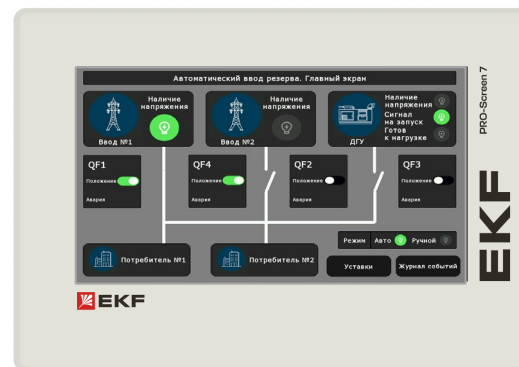 Автоматический ввод резерва. Главный экран
Наличие
напряжения
Ввод №1
Наличие
напряжения
Ввод №2
Наличие
напряжения
Сигнал
на запуск
Готов
к нагрузке
ДГУ
QF1
Положение
Авария
QF4
Положение
Авария
QF2
Положение
Авария
QF3
Положение
Авария
Режим Авто Ручной
Потребитель №1
Потребитель №2
Уставки
Журнал событий
EKF
PRO-Screen 7
EKF